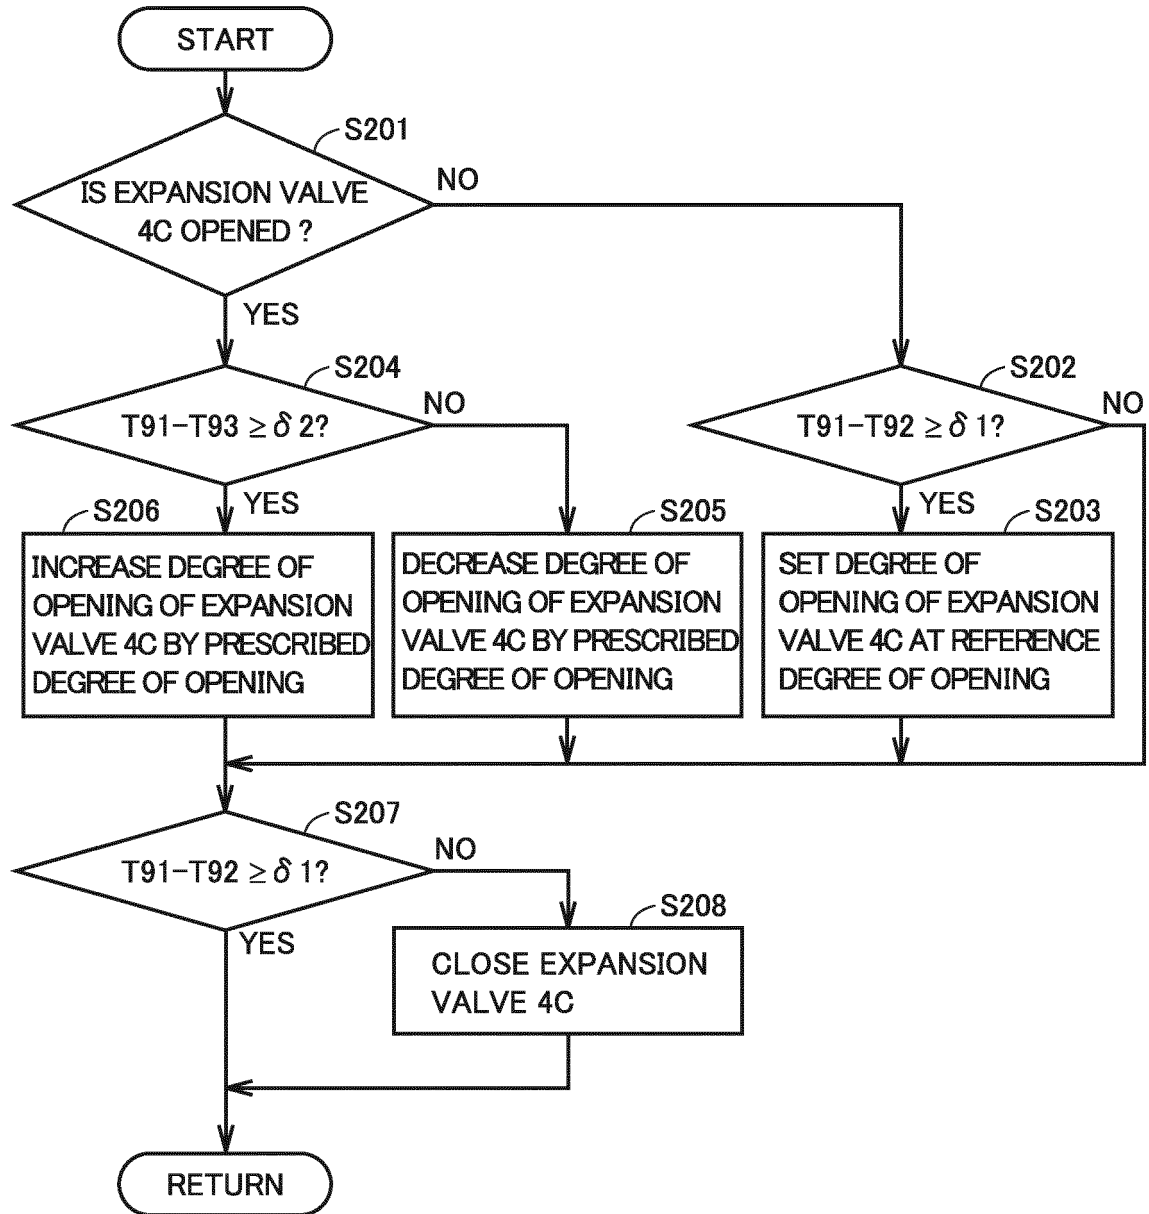 START
S201
IS EXPANSION VALVE
4C OPENED ?
NO
YES
S204
T91-T93 ≥ δ 2?
NO
YES
S202
T91-T92 ≥ δ 1?
NO
YES
S206
INCREASE DEGREE OF
OPENING OF EXPANSION
VALVE 4C BY PRESCRIBED
DEGREE OF OPENING
S205
DECREASE DEGREE OF
OPENING OF EXPANSION
VALVE 4C BY PRESCRIBED
DEGREE OF OPENING
S203
SET DEGREE OF
OPENING OF EXPANSION
VALVE 4C AT REFERENCE
DEGREE OF OPENING
S207
T91-T92 ≥ δ 1?
NO
YES
S208
CLOSE EXPANSION
VALVE 4C
RETURN